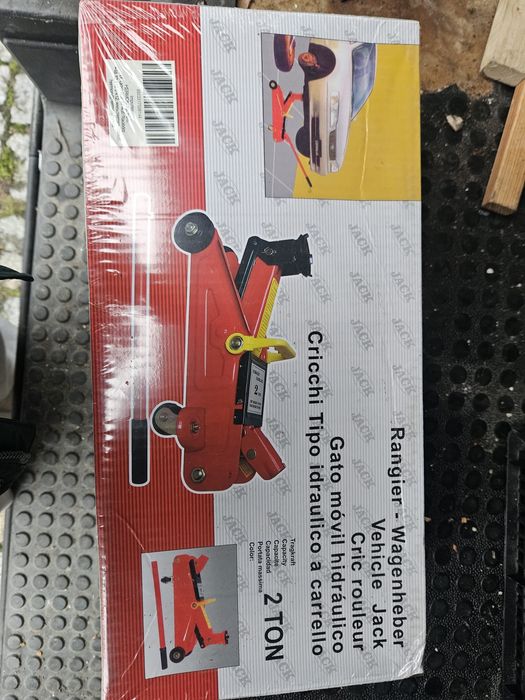 JACK
Rangier - Wagenheber
Vehicle Jack
Cric rouleur
Gato móvil hidráulico
Cricchi Tipo idraulico a carrello
Tragkraft
Capacity
Capacité
Capacidad
Portata massima
Color:
2 TON